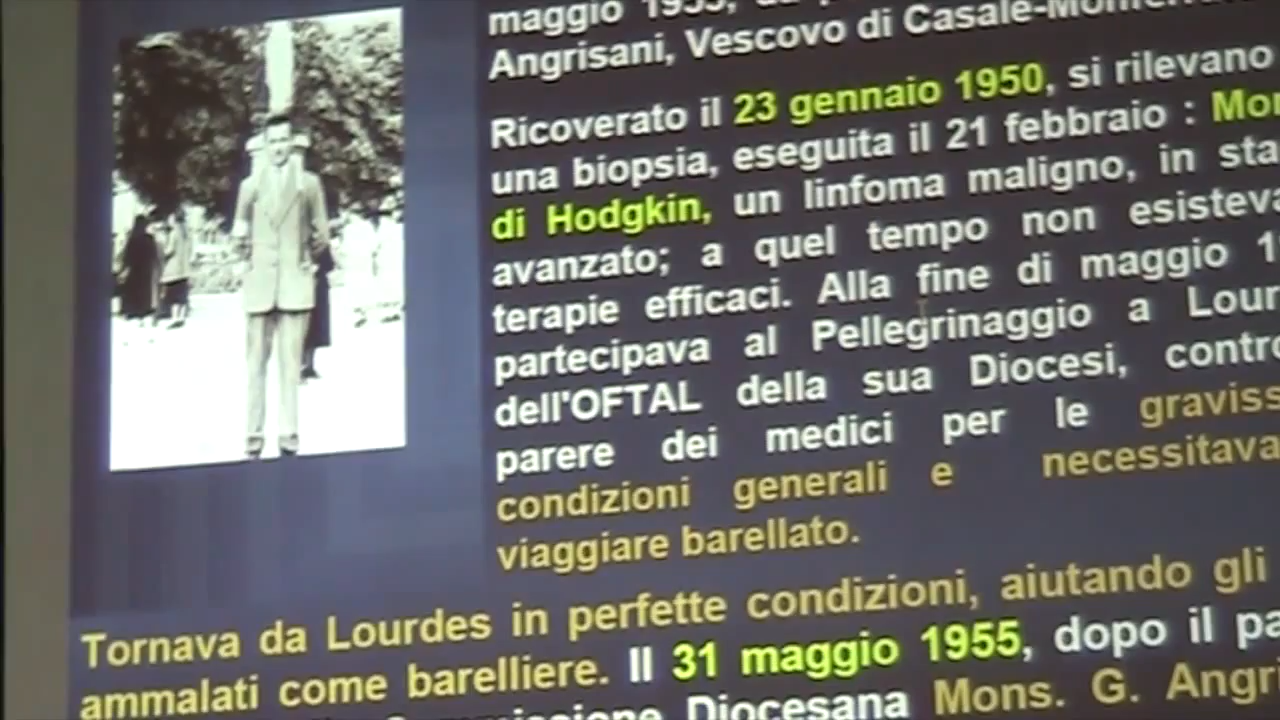 maggio 1955,
Angrisani, Vescovo di Casale-Monferrato
Ricoverato il 23 gennaio 1950, si rilevano
una biopsia, eseguita il 21 febbraio :
di Hodgkin, un linfoma maligno, in
avanzato; a quel tempo non
terapie efficaci. Alla fine di maggio
partecipava al Pellegrinaggio a
dell'OFTAL della sua Diocesi,
parere dei medici per le
condizioni generali e necessitava
viaggiare barellato.
Tornava da Lourdes in perfette condizioni, aiutando gli
ammalati come barelliere. Il 31 maggio 1955, dopo il
Diocesana Mons. G.